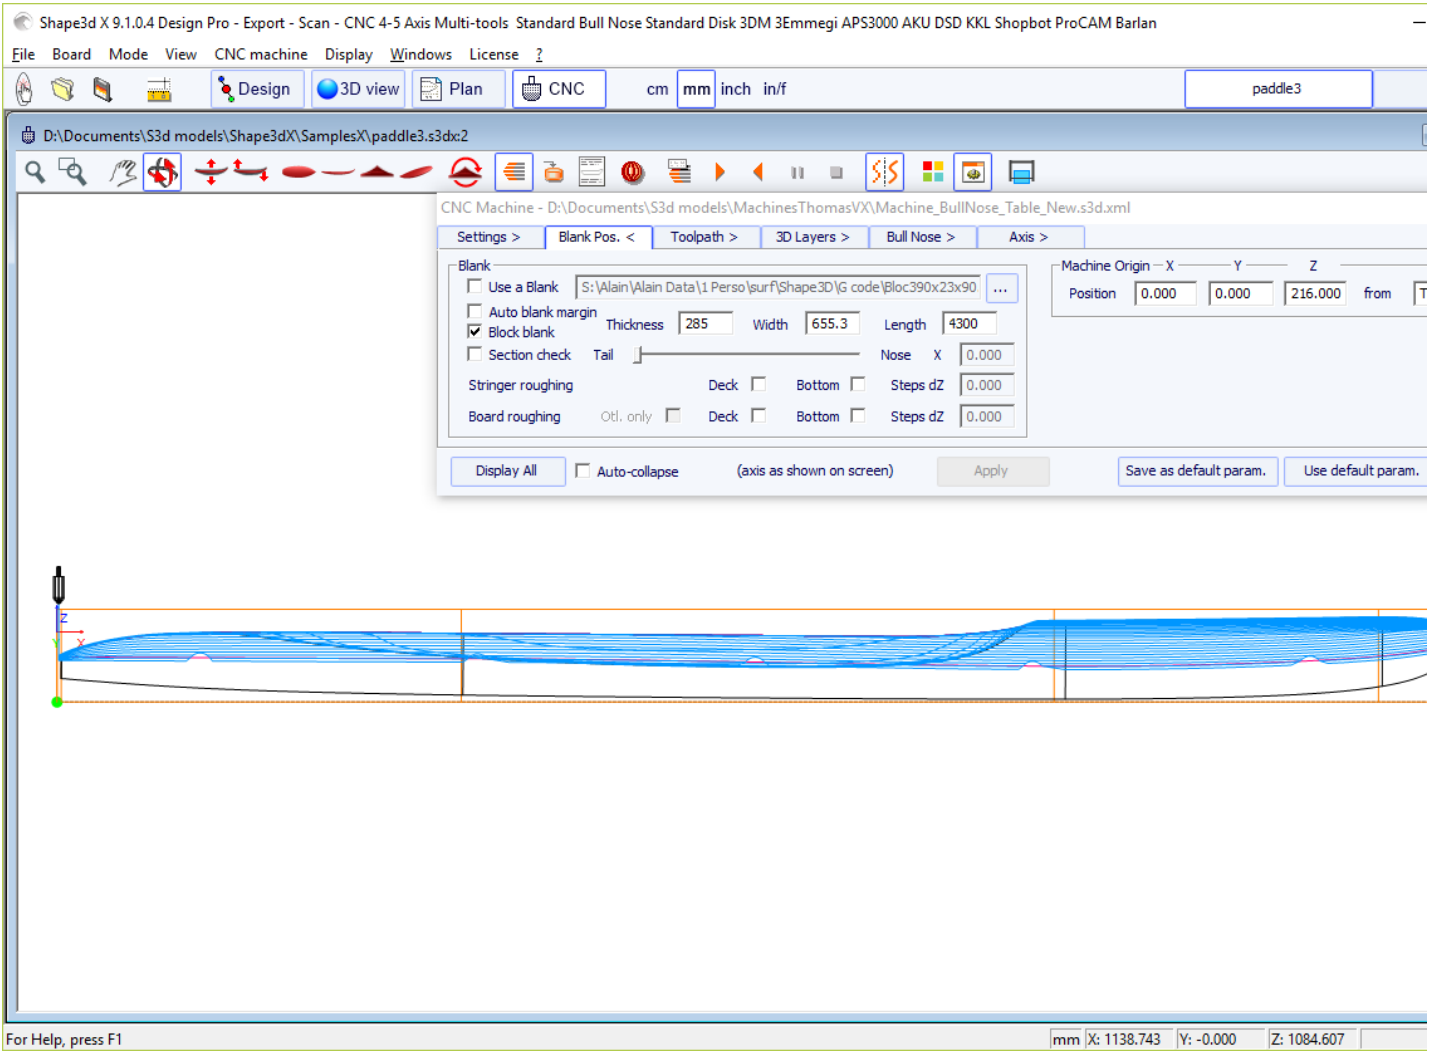 Shape3d X 9.1.0.4 Design Pro - Export - Scan - CNC 4-5 Axis Multi-tools  Standard Bull Nose Standard Disk 3DM 3Emmegi APS3000 AKU DSD KKL Shopbot ProCAM Barlan
File Board Mode View CNC machine Display Windows License ?
Design 3D view Plan CNC cm mm inch in/f paddle3
D:\Documents\S3d models\Shape3dX\SamplesX\paddle3.s3dx:2
CNC Machine - D:\Documents\S3d models\MachinesThomasVX\Machine_BullNose_Table_New.s3d.xml
Settings > Blank Pos. < Toolpath > 3D Layers > Bull Nose > Axis >
Blank Machine Origin X Y Z
Use a Blank S:\Alain\Alain Data\1 Perso\surf\Shape3D\G code\Bloc390x23x90 ... Position 0.000 0.000 216.000 from T
Auto blank margin
Block blank Thickness 285 Width 655.3 Length 4300
Section check Tail Nose X 0.000
Stringer roughing Deck Bottom Steps dZ 0.000
Board roughing Otl. only Deck Bottom Steps dZ 0.000
Display All Auto-collapse (axis as shown on screen) Apply Save as default param. Use default param.
Z
Y X
For Help, press F1 mm X: 1138.743 Y: -0.000 Z: 1084.607